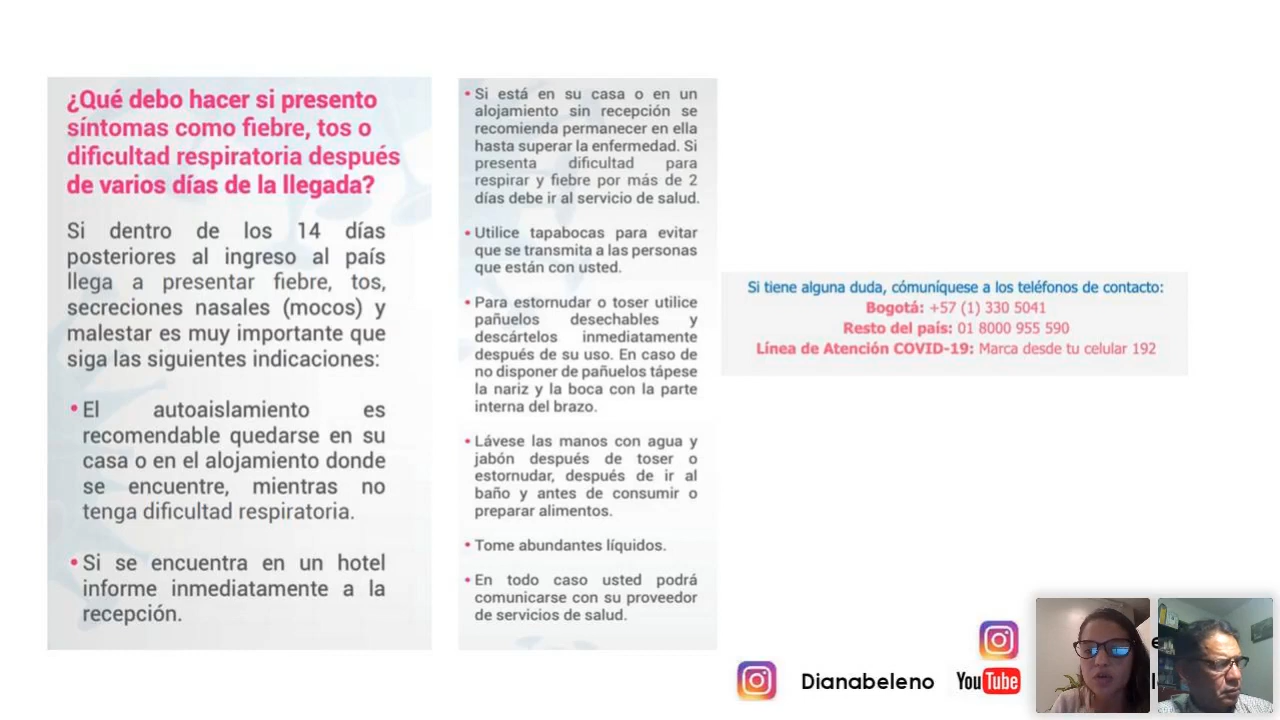 ¿Qué debo hacer si presento
síntomas como fiebre, tos o
dificultad respiratoria después
de varios días de la llegada?
Si dentro de los 14 días
posteriores al ingreso al país
llega a presentar fiebre, tos,
secreciones nasales (mocos) y
malestar es muy importante que
siga las siguientes indicaciones:
• El autoaislamiento es
recomendable quedarse en su
casa o en el alojamiento donde
se encuentre, mientras no
tenga dificultad respiratoria.
• Si se encuentra en un hotel
informe inmediatamente a la
recepción.
• Si está en su casa o en un
alojamiento sin recepción se
recomienda permanecer en ella
hasta superar la enfermedad. Si
presenta dificultad para
respirar y fiebre por más de 2
días debe ir al servicio de salud.
• Utilice tapabocas para evitar
que se transmita a las personas
que están con usted.
• Para estornudar o toser utilice
pañuelos desechables y
descártelos inmediatamente
después de su uso. En caso de
no disponer de pañuelos tápese
la nariz y la boca con la parte
interna del brazo.
• Lávese las manos con agua y
jabón después de toser o
estornudar, después de ir al
baño y antes de consumir o
preparar alimentos.
• Tome abundantes líquidos.
• En todo caso usted podrá
comunicarse con su proveedor
de servicios de salud.
Si tiene alguna duda, cómuníquese a los teléfonos de contacto:
Bogotá: +57 (1) 330 5041
Resto del país: 01 8000 955 590
Línea de Atención COVID-19: Marca desde tu celular 192
Dianabeleno
YouTube